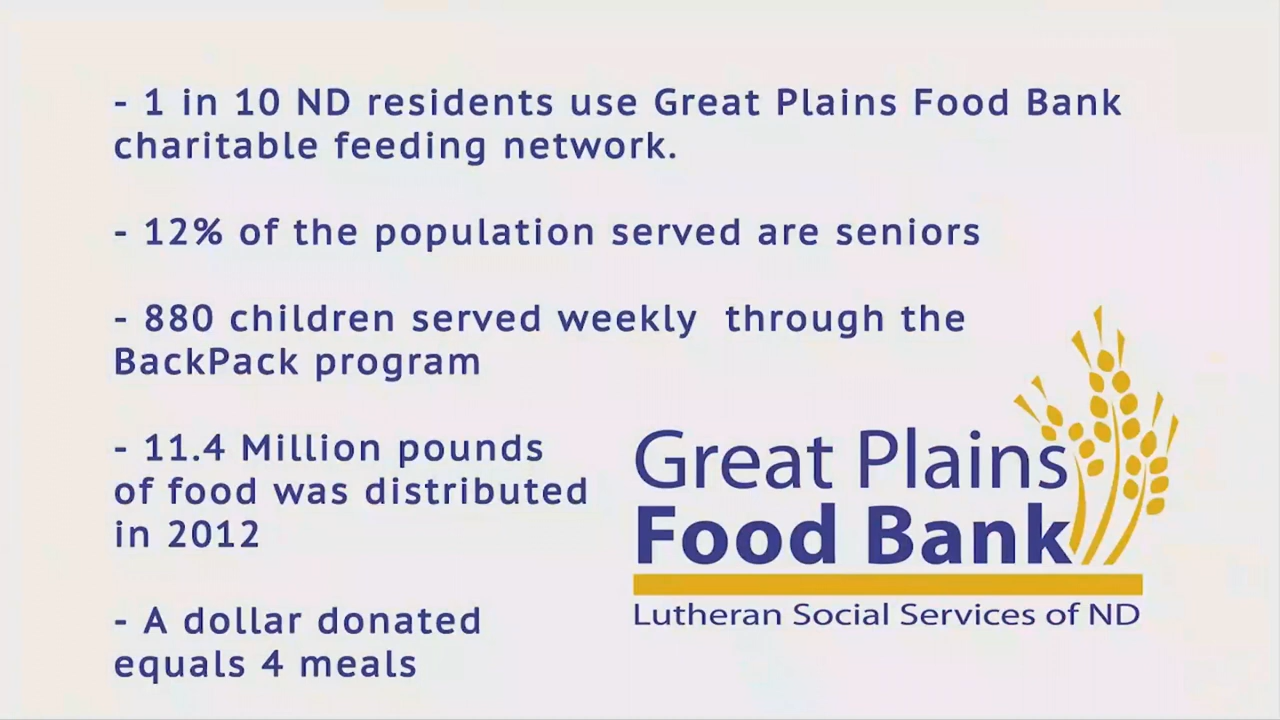 - 1 in 10 ND residents use Great Plains Food Bank
charitable feeding network.
- 12% of the population served are seniors
- 880 children served weekly  through the
BackPack program
- 11.4 Million pounds
of food was distributed
in 2012
- A dollar donated
equals 4 meals
Great Plains
Food Bank
Lutheran Social Services of ND